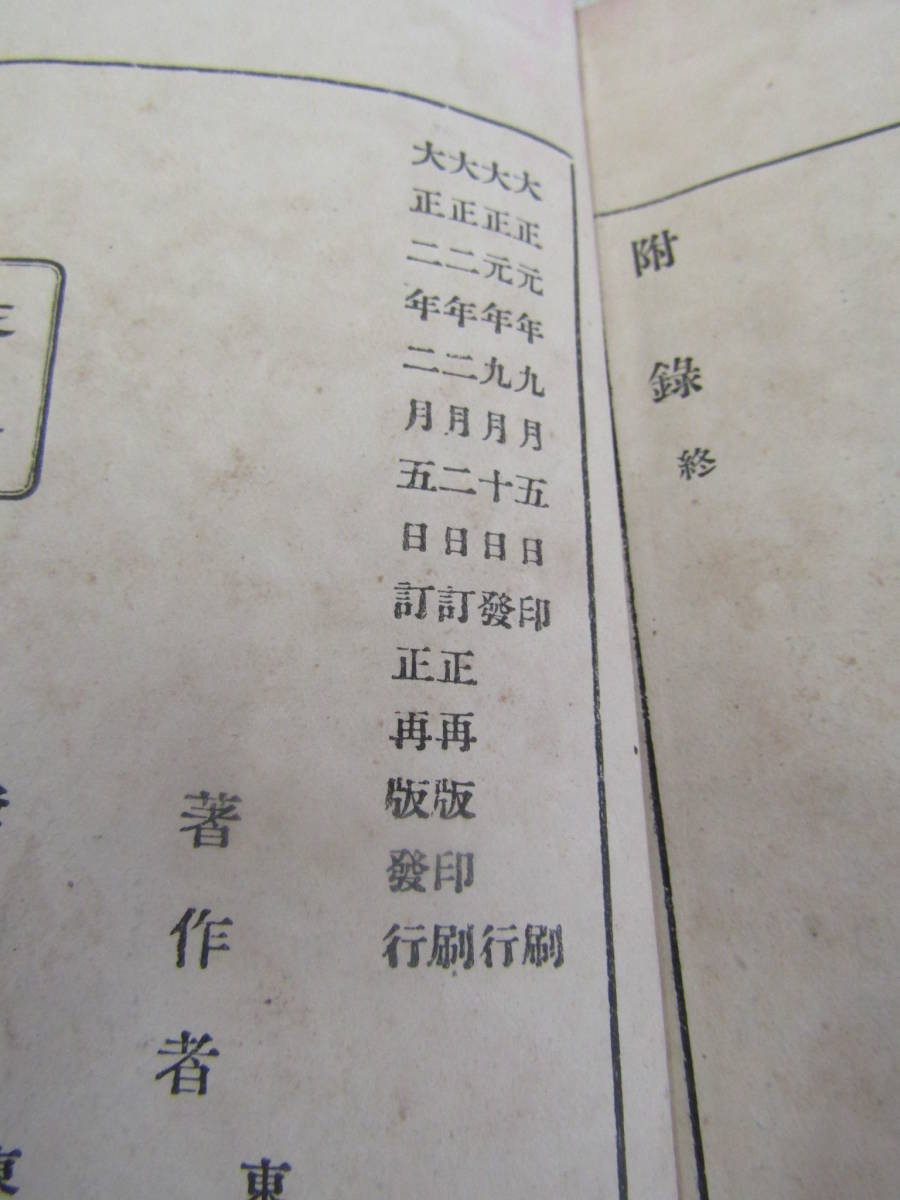 附錄終
大正元年九月五日印刷
大正元年九月十日發行
大正二年二月二日訂正再版印刷
大正二年二月五日訂正再版發行
著作者
東
東